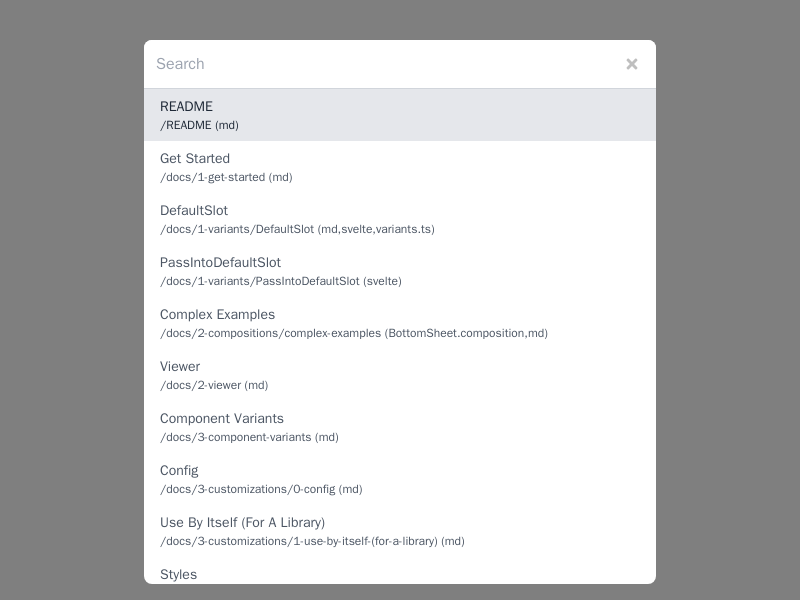 Search
README
/README (md)
Get Started
/docs/1-get-started (md)
DefaultSlot
/docs/1-variants/DefaultSlot (md,svelte,variants.ts)
PassIntoDefaultSlot
/docs/1-variants/PassIntoDefaultSlot (svelte)
Complex Examples
/docs/2-compositions/complex-examples (BottomSheet.composition,md)
Viewer
/docs/2-viewer (md)
Component Variants
/docs/3-component-variants (md)
Config
/docs/3-customizations/0-config (md)
Use By Itself (For A Library)
/docs/3-customizations/1-use-by-itself-(for-a-library) (md)
Styles